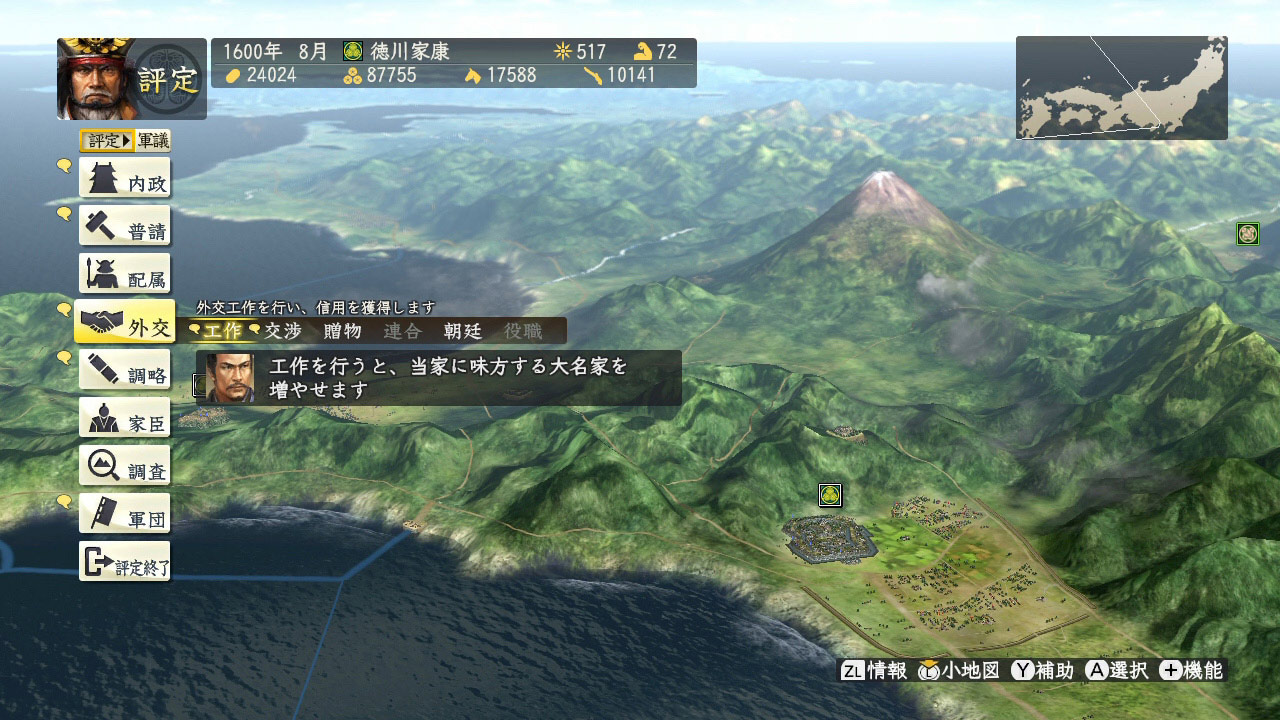 評定
1600年 8月 徳川家康 517 72
24024 87755 17588 10141
評定 軍議
内政
普請
配属
外交
外交工作を行い、信用を獲得します
工作 交渉 贈物 連合 朝廷 役職
工作を行うと、当家に味方する大名家を
増やせます
調略
家臣
調査
軍団
評定終了
ZL情報 L小地図 Y補助 A選択 +機能